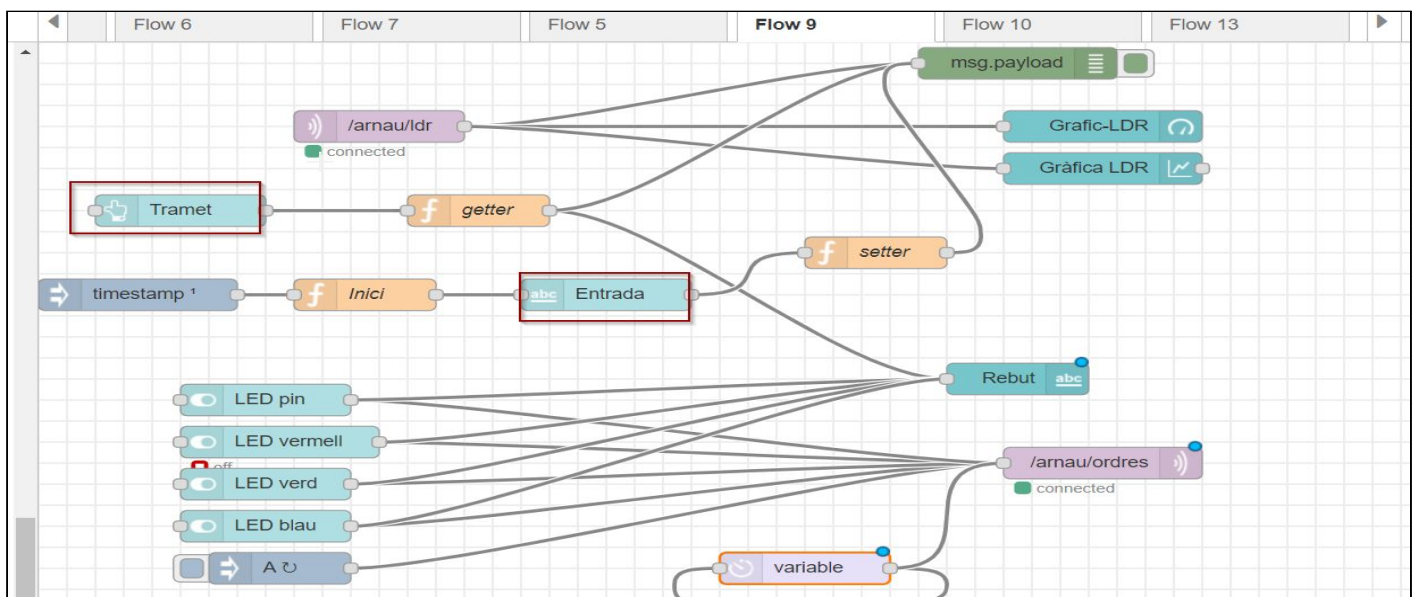 Flow 6
Flow 7
Flow 5
Flow 9
Flow 10
Flow 13
msg.payload
/arnau/ldr
connected
Grafic-LDR
Gràfica LDR
Tramet
getter
setter
timestamp ¹
Inici
abc Entrada
Rebut abc
LED pin
LED vermell
off
LED verd
/arnau/ordres
connected
LED blau
A ↻
variable